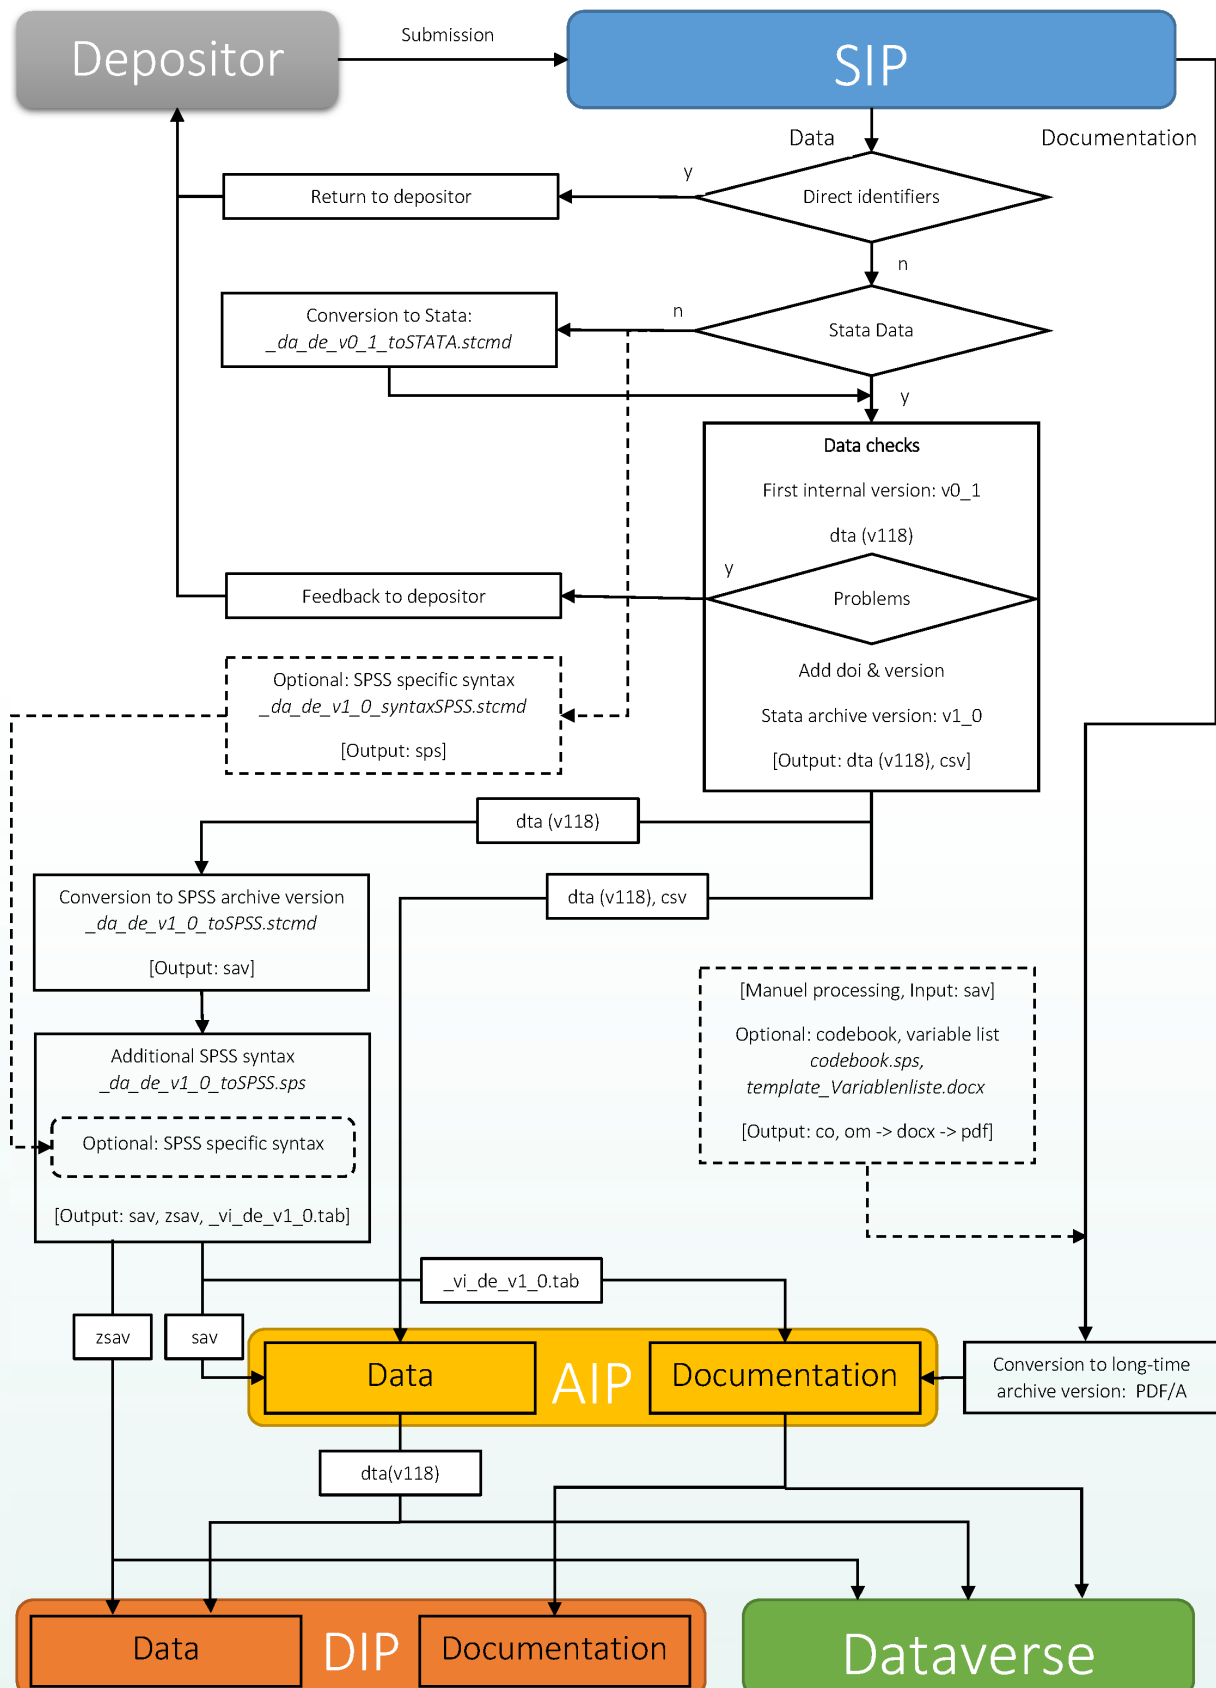 Depositor
Submission
SIP
Data
Documentation
y
Return to depositor
Direct identifiers
n
Conversion to Stata:
_da_de_v0_1_toSTATA.stcmd
n
Stata Data
y
Data checks
First internal version: v0_1
dta (v118)
y
Feedback to depositor
Problems
Optional: SPSS specific syntax
_da_de_v1_0_syntaxSPSS.stcmd
[Output: sps]
Add doi & version
Stata archive version: v1_0
[Output: dta (v118), csv]
dta (v118)
Conversion to SPSS archive version
_da_de_v1_0_toSPSS.stcmd
[Output: sav]
dta (v118), csv
[Manuel processing, Input: sav]
Optional: codebook, variable list
codebook.sps,
template_Variablenliste.docx
[Output: co, om -> docx -> pdf]
Additional SPSS syntax
_da_de_v1_0_toSPSS.sps
Optional: SPSS specific syntax
[Output: sav, zsav, _vi_de_v1_0.tab]
_vi_de_v1_0.tab
zsav
sav
Data
AIP
Documentation
Conversion to long-time
archive version: PDF/A
dta(v118)
Data
DIP
Documentation
Dataverse